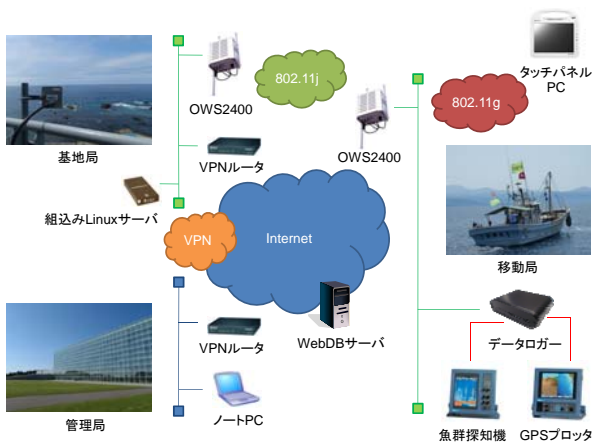 802.11j
OWS2400
基地局
VPNルータ
組込みLinuxサーバ
VPN
Internet
WebDBサーバ
VPNルータ
管理局
ノートPC
タッチパネル
PC
802.11g
OWS2400
移動局
データロガー
魚群探知機
GPSプロッタ